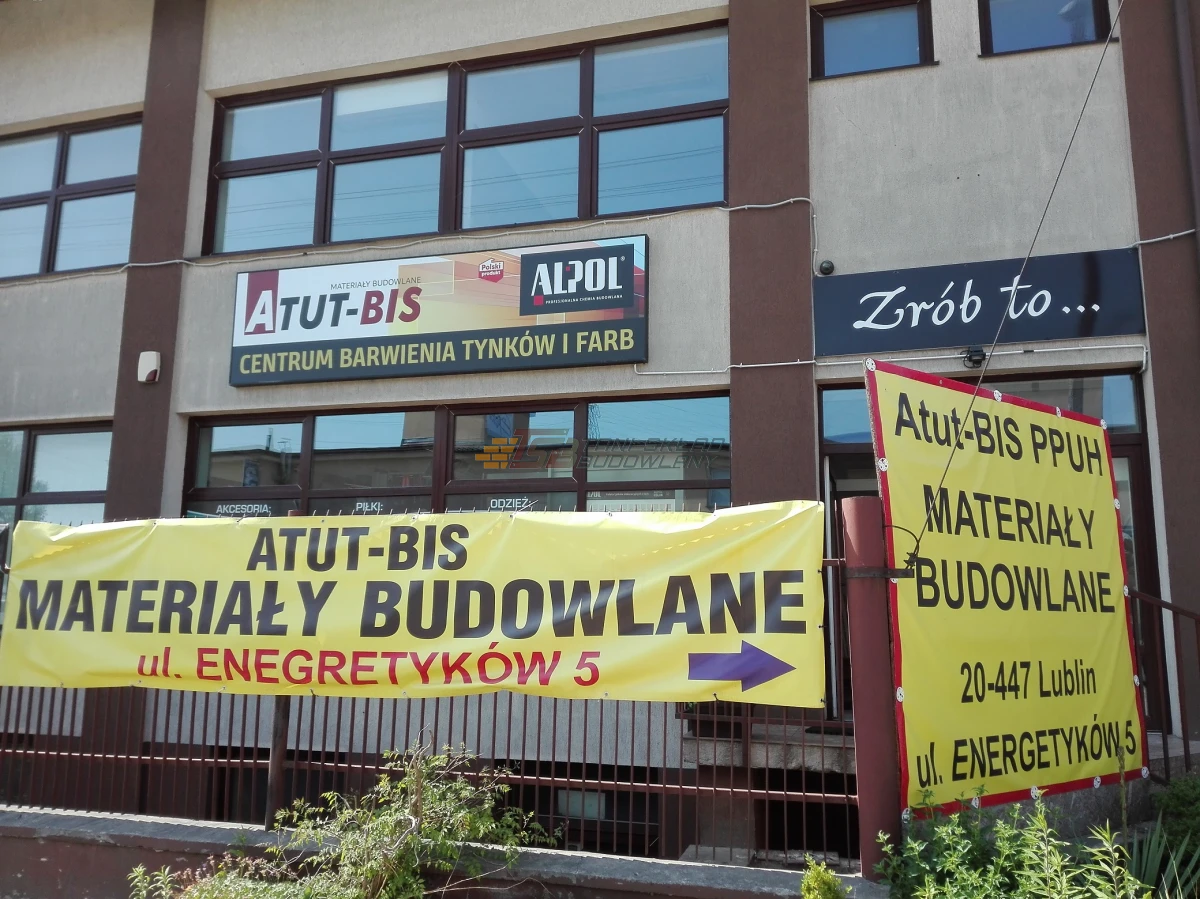 MATERIAŁY BUDOWLANE
ATUT-BIS
Polski produkt
ALPOL®
PROFESJONALNA CHEMIA BUDOWLANA
CENTRUM BARWIENIA TYNKÓW I FARB
Zrób to...
AKCESORIA:
PIŁKI:
ODZIEŻ
BUDOWLANY
ATUT-BIS
MATERIAŁY BUDOWLANE
ul. ENEGRETYKÓW 5
Atut-BIS PPUH
MATERIAŁY
BUDOWLANE
20-447 Lublin
ul. ENERGETYKÓW 5